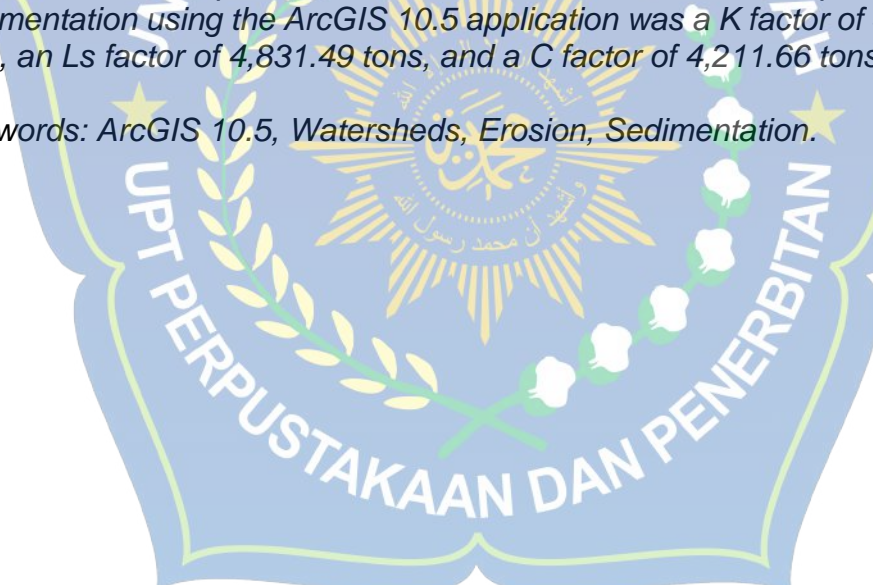 mentation using the ArcGIS 10.5 application was a K factor of
, an Ls factor of 4,831.49 tons, and a C factor of 4,211.66 tons
words: ArcGIS 10.5, Watersheds, Erosion, Sedimentation.
UPT PERPUSTAKAAN DAN PENERBITAN
محمد